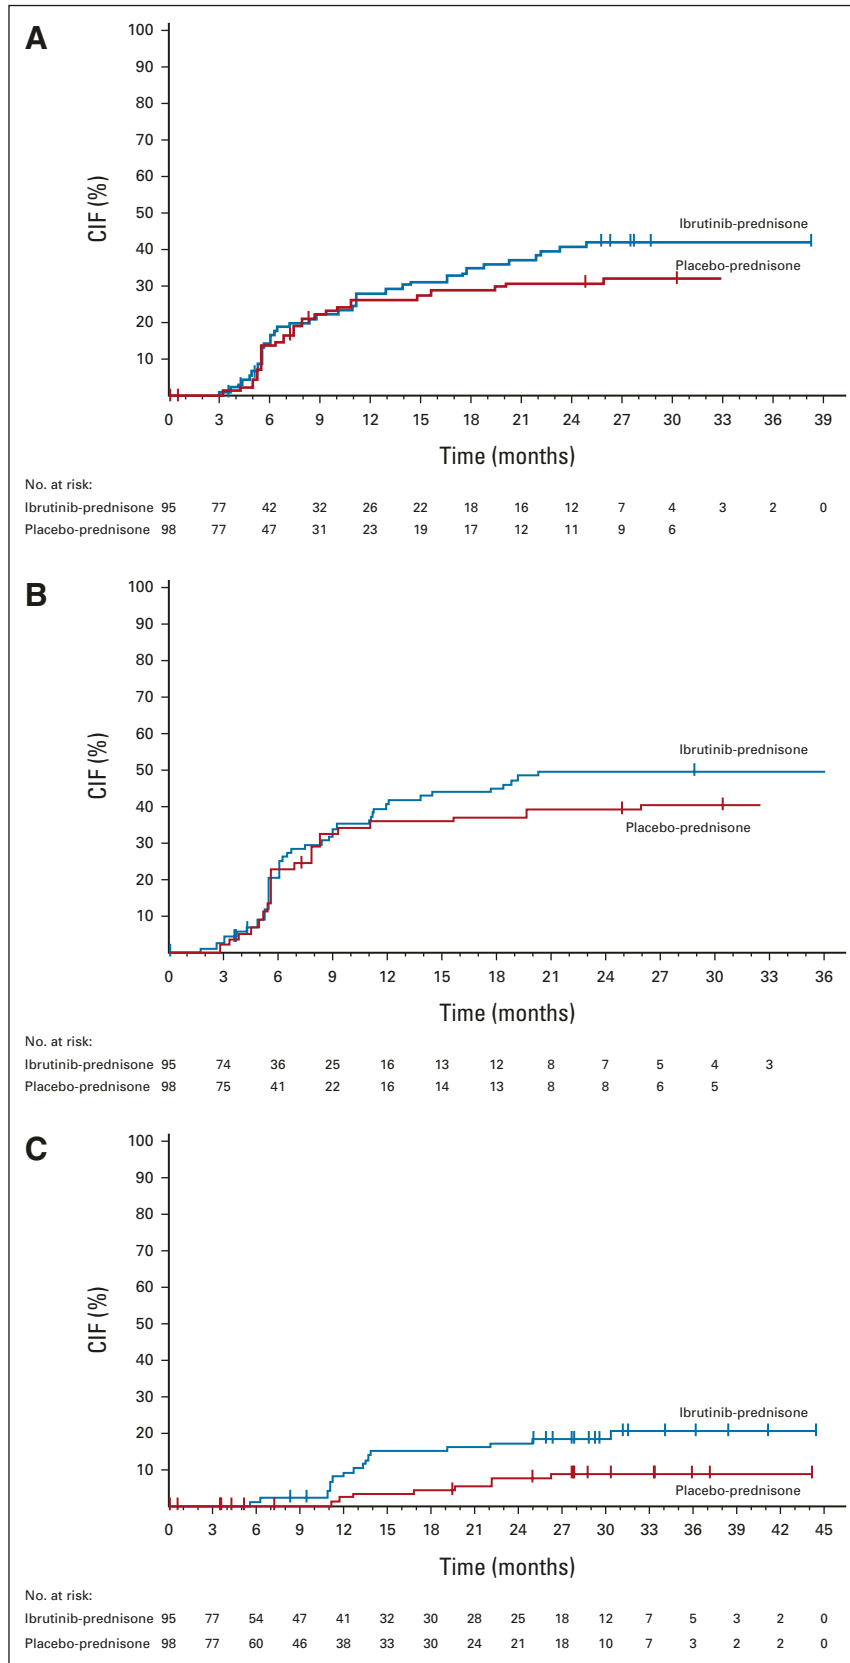 A
100
90
80
70
60
50
40
30
20
10
CIF (%)
Ibrutinib-prednisone
Placebo-prednisone
0 3 6 9 12 15 18 21 24 27 30 33 36 39
Time (months)
No. at risk:
Ibrutinib-prednisone 95 77 42 32 26 22 18 16 12 7 4 3 2 0
Placebo-prednisone 98 77 47 31 23 19 17 12 11 9 6
B
100
90
80
70
60
50
40
30
20
10
CIF (%)
Ibrutinib-prednisone
Placebo-prednisone
0 3 6 9 12 15 18 21 24 27 30 33 36
Time (months)
No. at risk:
Ibrutinib-prednisone 95 74 36 25 16 13 12 8 7 5 4 3
Placebo-prednisone 98 75 41 22 16 14 13 8 8 6 5
C
100
90
80
70
60
50
40
30
20
10
CIF (%)
Ibrutinib-prednisone
Placebo-prednisone
0 3 6 9 12 15 18 21 24 27 30 33 36 39 42 45
Time (months)
No. at risk:
Ibrutinib-prednisone 95 77 54 47 41 32 30 28 25 18 12 7 5 3 2 0
Placebo-prednisone 98 77 60 46 38 33 30 24 21 18 10 7 3 2 2 0